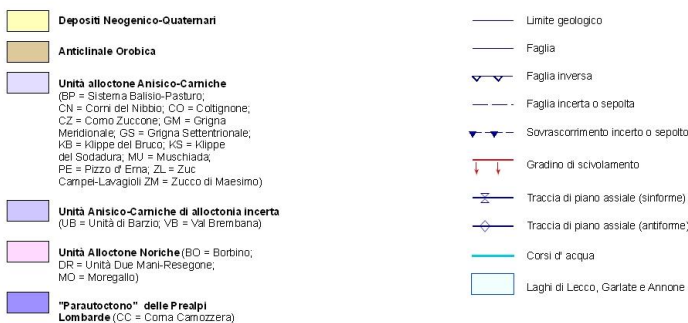 Depositi Neogenico-Quaternari
Anticlinale Orobica
Unità alloctone Anisico-Carniche
(BP = Sistema Balisio-Pasturo;
CN = Corni del Nibbio; CO = Coltignone;
CZ = Corno Zuccone; GM = Grigna
Meridionale; GS = Grigna Settentrionale;
KB = Klippe del Bruco; KS = Klippe
del Sodadura; MU = Muschiada;
PE = Pizzo d' Erna; ZL = Zuc
Campei-Lavagioli ZM = Zucco di Maesimo)
Unità Anisico-Carniche di alloctonia incerta
(UB = Unità di Barzio; VB = Val Brembana)
Unità Alloctone Noriche (BO = Borbino;
DR = Unità Due Mani-Resegone;
MO = Moregallo)
"Parautoctono" delle Prealpi
Lombarde (CC = Corna Camozzera)
Limite geologico
Faglia
Faglia inversa
Faglia incerta o sepolta
Sovrascorrimento incerto o sepolto
Gradino di scivolamento
Traccia di piano assiale (sinforme)
Traccia di piano assiale (antiforme)
Corsi d' acqua
Laghi di Lecco, Garlate e Annone